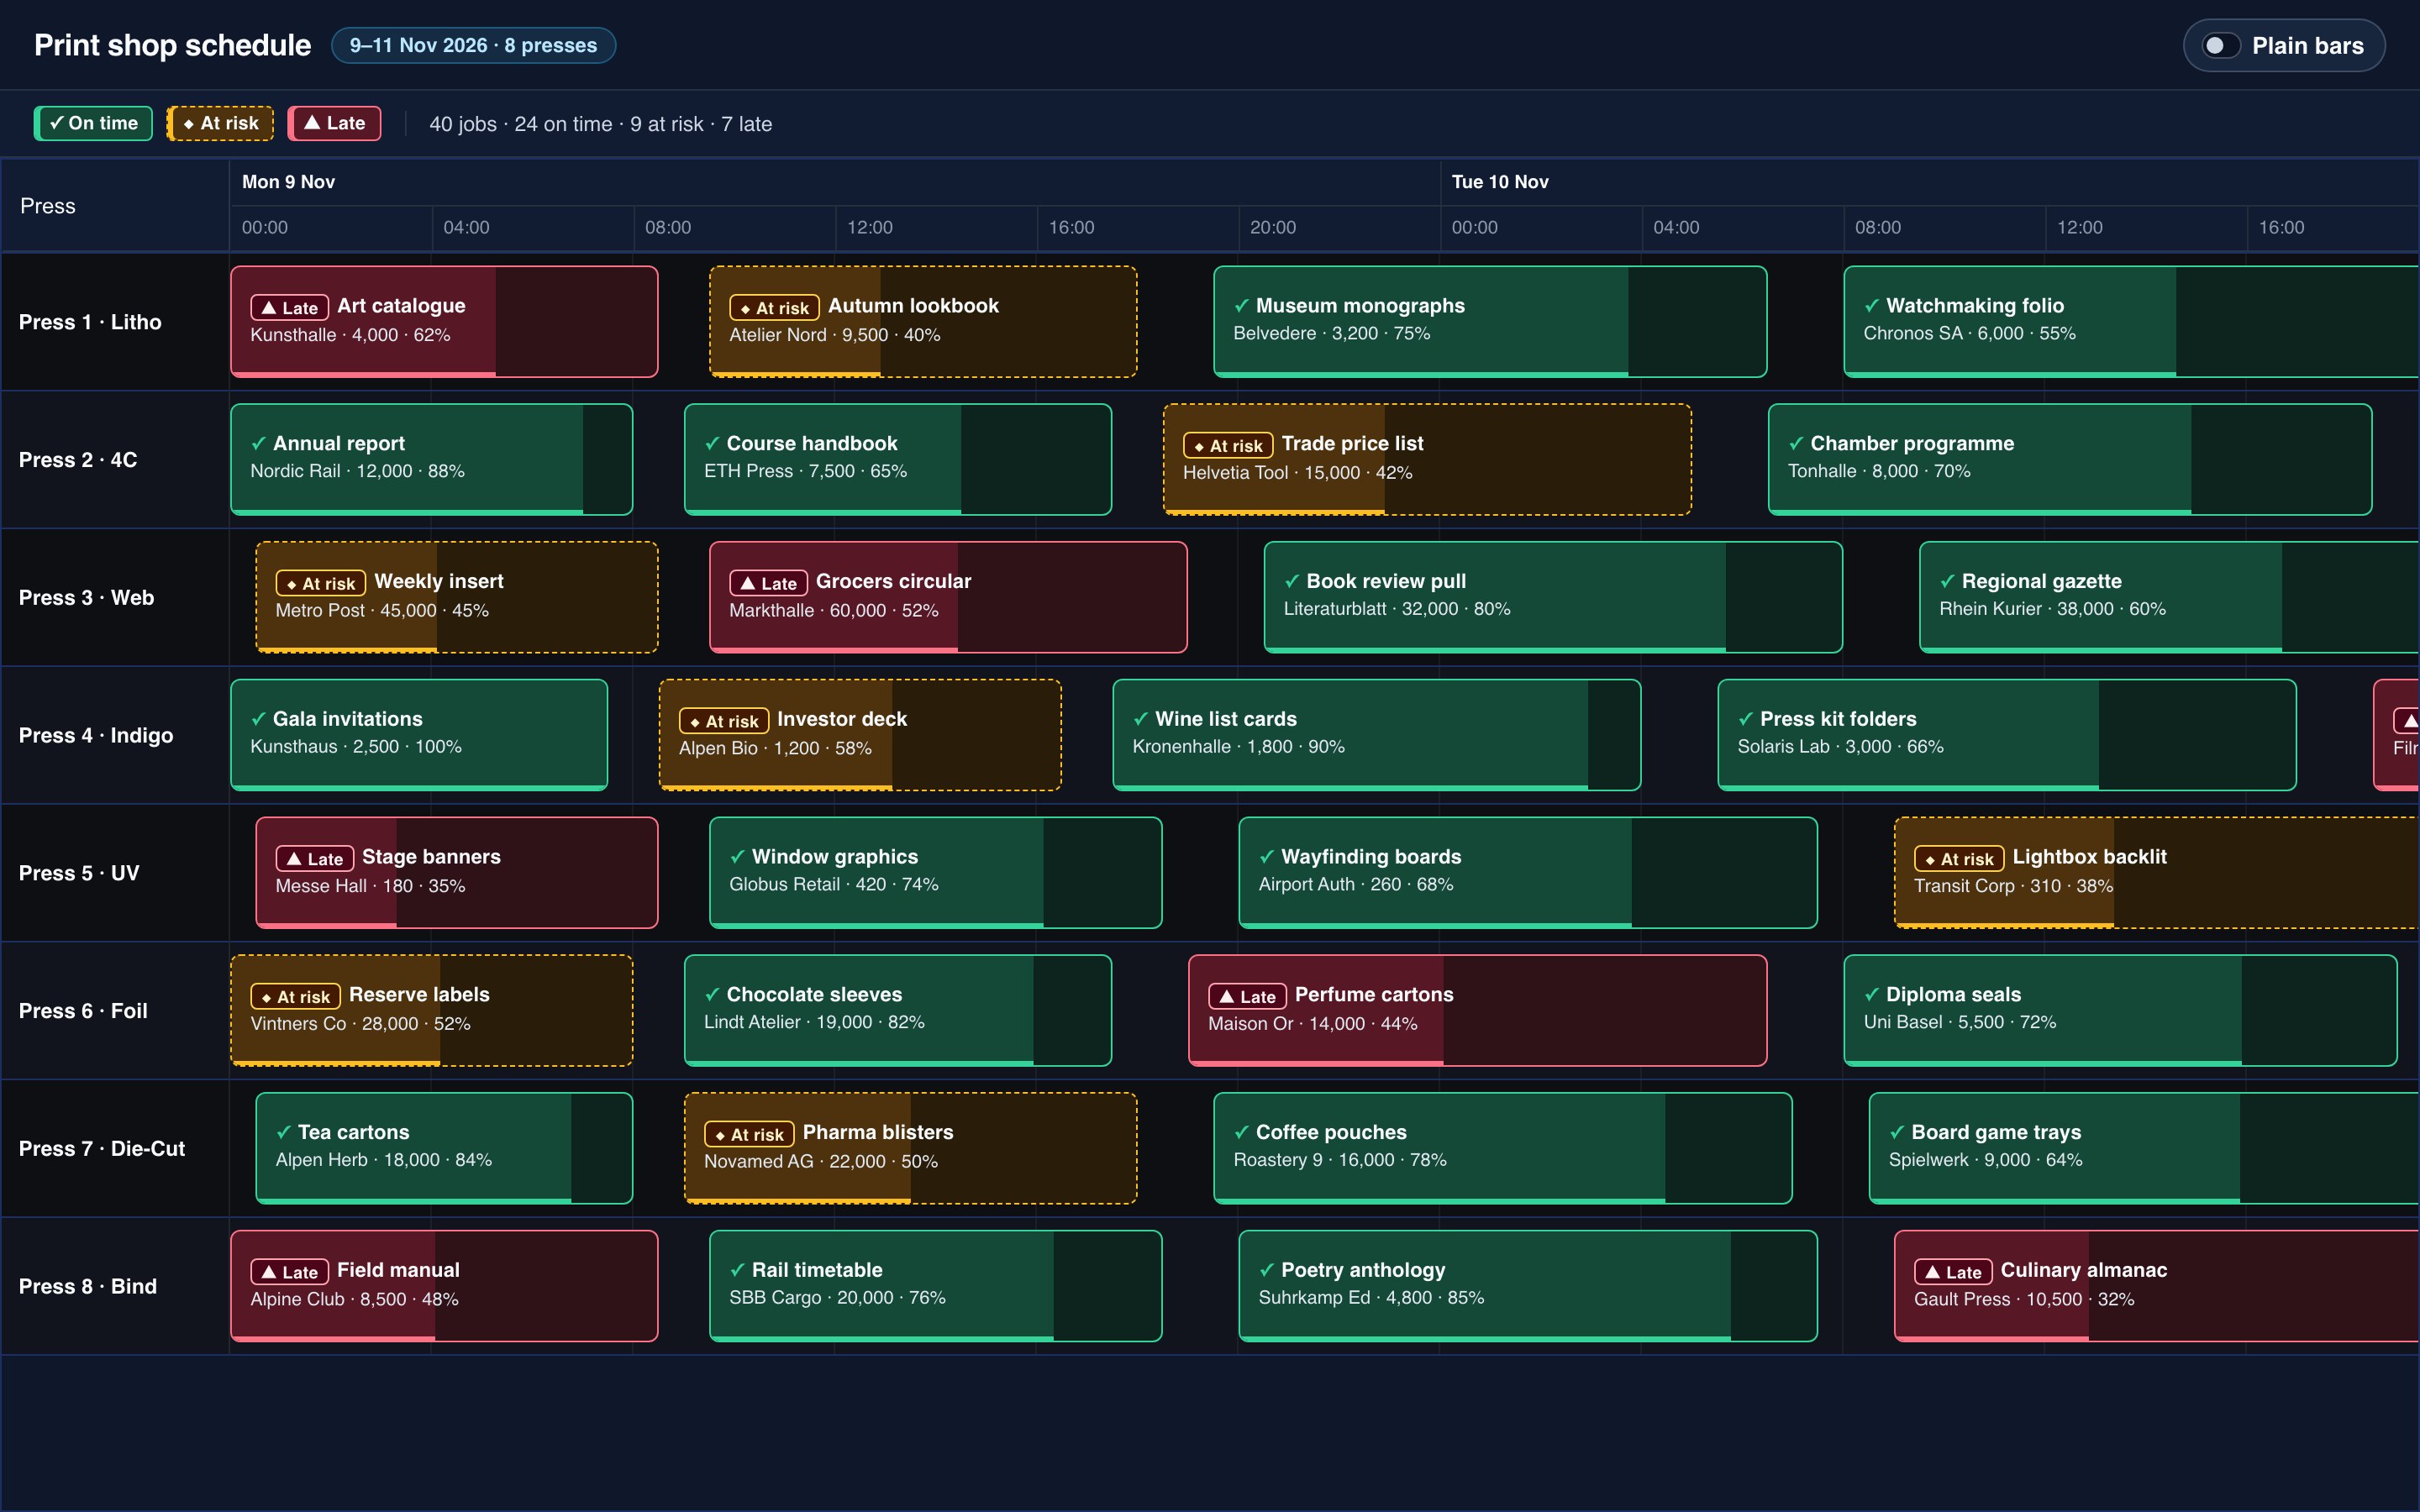 Print shop schedule
9–11 Nov 2026 · 8 presses
Plain bars
✓ On time
◆ At risk
▲ Late
40 jobs · 24 on time · 9 at risk · 7 late
Press
Mon 9 Nov
Tue 10 Nov
00:00
04:00
08:00
12:00
16:00
20:00
00:00
04:00
08:00
12:00
16:00
Press 1 · Litho
▲ Late Art catalogue
Kunsthalle · 4,000 · 62%
◆ At risk Autumn lookbook
Atelier Nord · 9,500 · 40%
✓ Museum monographs
Belvedere · 3,200 · 75%
✓ Watchmaking folio
Chronos SA · 6,000 · 55%
Press 2 · 4C
✓ Annual report
Nordic Rail · 12,000 · 88%
✓ Course handbook
ETH Press · 7,500 · 65%
◆ At risk Trade price list
Helvetia Tool · 15,000 · 42%
✓ Chamber programme
Tonhalle · 8,000 · 70%
Press 3 · Web
◆ At risk Weekly insert
Metro Post · 45,000 · 45%
▲ Late Grocers circular
Markthalle · 60,000 · 52%
✓ Book review pull
Literaturblatt · 32,000 · 80%
✓ Regional gazette
Rhein Kurier · 38,000 · 60%
Press 4 · Indigo
✓ Gala invitations
Kunsthaus · 2,500 · 100%
◆ At risk Investor deck
Alpen Bio · 1,200 · 58%
✓ Wine list cards
Kronenhalle · 1,800 · 90%
✓ Press kit folders
Solaris Lab · 3,000 · 66%
▲
Press 5 · UV
▲ Late Stage banners
Messe Hall · 180 · 35%
✓ Window graphics
Globus Retail · 420 · 74%
✓ Wayfinding boards
Airport Auth · 260 · 68%
◆ At risk Lightbox backlit
Transit Corp · 310 · 38%
Press 6 · Foil
◆ At risk Reserve labels
Vintners Co · 28,000 · 52%
✓ Chocolate sleeves
Lindt Atelier · 19,000 · 82%
▲ Late Perfume cartons
Maison Or · 14,000 · 44%
✓ Diploma seals
Uni Basel · 5,500 · 72%
Press 7 · Die-Cut
✓ Tea cartons
Alpen Herb · 18,000 · 84%
◆ At risk Pharma blisters
Novamed AG · 22,000 · 50%
✓ Coffee pouches
Roastery 9 · 16,000 · 78%
✓ Board game trays
Spielwerk · 9,000 · 64%
Press 8 · Bind
▲ Late Field manual
Alpine Club · 8,500 · 48%
✓ Rail timetable
SBB Cargo · 20,000 · 76%
✓ Poetry anthology
Suhrkamp Ed · 4,800 · 85%
▲ Late Culinary almanac
Gault Press · 10,500 · 32%